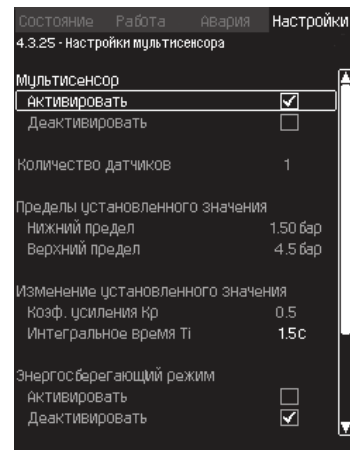 Состояние Работа Авария Настройки
4.3.25 - Настройки мультисенсора
Мультисенсор
Активировать
Деактивировать
Количество датчиков 1
Пределы установленного значения
Нижний предел 1.50 бар
Верхний предел 4.5 бар
Изменение установленного значения
Коэф. усиления Кр 0.5
Интегральное время Ti 1.5с
Энергосберегающий режим
Активировать
Деактивировать